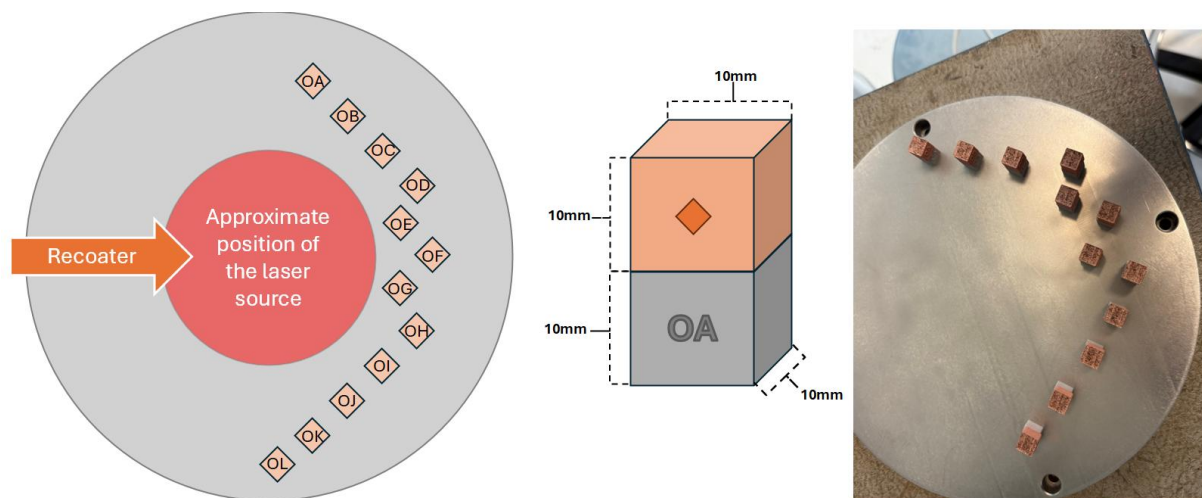 OA
OB
OC
OD
OE
OF
OG
OH
OI
OJ
OK
OL
Recoater
Approximate
position of
the laser
source
10mm
10mm
10mm
OA
10mm